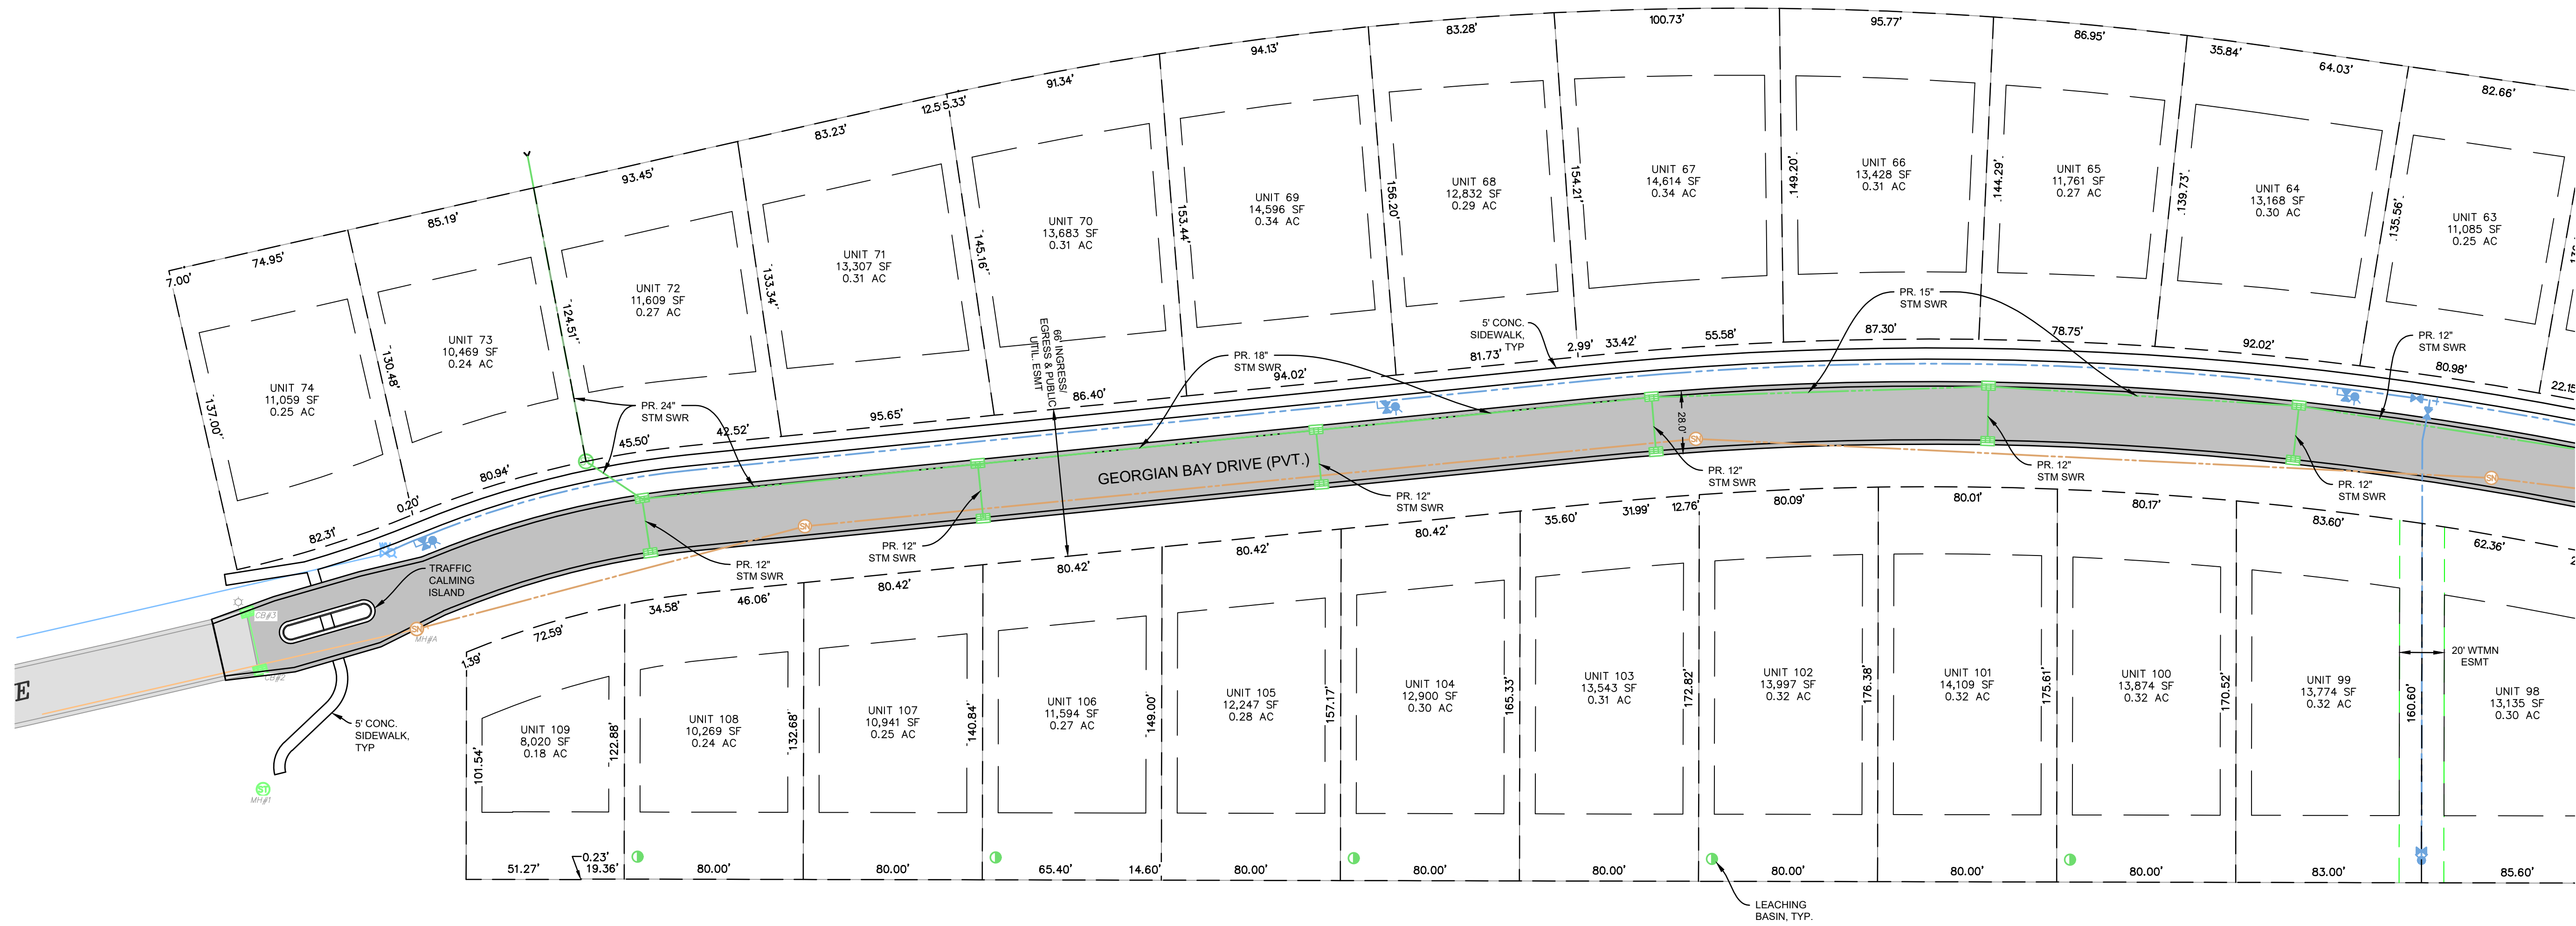 100.73'
95.77'
83.28'
86.95'
94.13'
35.84'
64.03'
91.34'
82.66'
83.23'
93.45'
85.19'
74.95'
7.00'
UNIT 74
11,059 SF
0.25 AC
137.00'
130.48'
UNIT 73
10,469 SF
0.24 AC
124.51'
UNIT 72
11,609 SF
0.27 AC
133.34'
UNIT 71
13,307 SF
0.31 AC
145.16'
UNIT 70
13,683 SF
0.31 AC
153.44'
UNIT 69
14,596 SF
0.34 AC
156.20'
UNIT 68
12,832 SF
0.29 AC
154.21'
UNIT 67
14,614 SF
0.34 AC
149.20'
UNIT 66
13,428 SF
0.31 AC
144.29'
UNIT 65
11,761 SF
0.27 AC
139.73'
UNIT 64
13,168 SF
0.30 AC
135.56'
UNIT 63
11,085 SF
0.25 AC
82.31'
0.20'
80.94'
45.50'
42.52'
95.65'
86.40'
94.02'
81.73'
2.99'
33.42'
55.58'
87.30'
78.75'
92.02'
80.98'
22.15
66' INGRESS/
EGRESS & PUBLIC
UTIL. ESMT
5' CONC.
SIDEWALK,
TYP
PR. 24"
STM SWR
PR. 18"
STM SWR
PR. 15"
STM SWR
PR. 12"
STM SWR
28.0'
GEORGIAN BAY DRIVE (PVT.)
SN
SN
SN
SN
PR. 12"
STM SWR
PR. 12"
STM SWR
PR. 12"
STM SWR
PR. 12"
STM SWR
PR. 12"
STM SWR
PR. 12"
STM SWR
TRAFFIC
CALMING
ISLAND
CB#3
CB#2
MH#A
E
5' CONC.
SIDEWALK,
TYP
ST
MH#1
1.39'
72.59'
34.58'
46.06'
80.42'
80.42'
80.42'
80.42'
35.60'
31.99'
12.76'
80.09'
80.01'
80.17'
83.60'
62.36'
101.54'
UNIT 109
8,020 SF
0.18 AC
122.88'
UNIT 108
10,269 SF
0.24 AC
132.68'
UNIT 107
10,941 SF
0.25 AC
140.84'
UNIT 106
11,594 SF
0.27 AC
149.00'
UNIT 105
12,247 SF
0.28 AC
157.17'
UNIT 104
12,900 SF
0.30 AC
165.33'
UNIT 103
13,543 SF
0.31 AC
172.82'
UNIT 102
13,997 SF
0.32 AC
176.38'
UNIT 101
14,109 SF
0.32 AC
175.61'
UNIT 100
13,874 SF
0.32 AC
170.52'
UNIT 99
13,774 SF
0.32 AC
160.60'
20' WTMN
ESMT
UNIT 98
13,135 SF
0.30 AC
51.27'
0.23'
19.36'
80.00'
80.00'
65.40'
14.60'
80.00'
80.00'
80.00'
80.00'
80.00'
80.00'
83.00'
85.60'
LEACHING
BASIN, TYP.